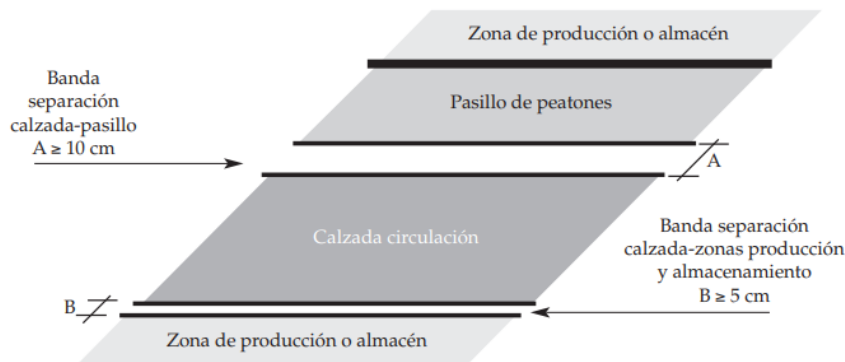 Zona de producción o almacén
Banda
separación
calzada-pasillo
A ≥ 10 cm
Pasillo de peatones
A
Calzada circulación
Banda separación
calzada-zonas producción
y almacenamiento
B ≥ 5 cm
B
Zona de producción o almacén